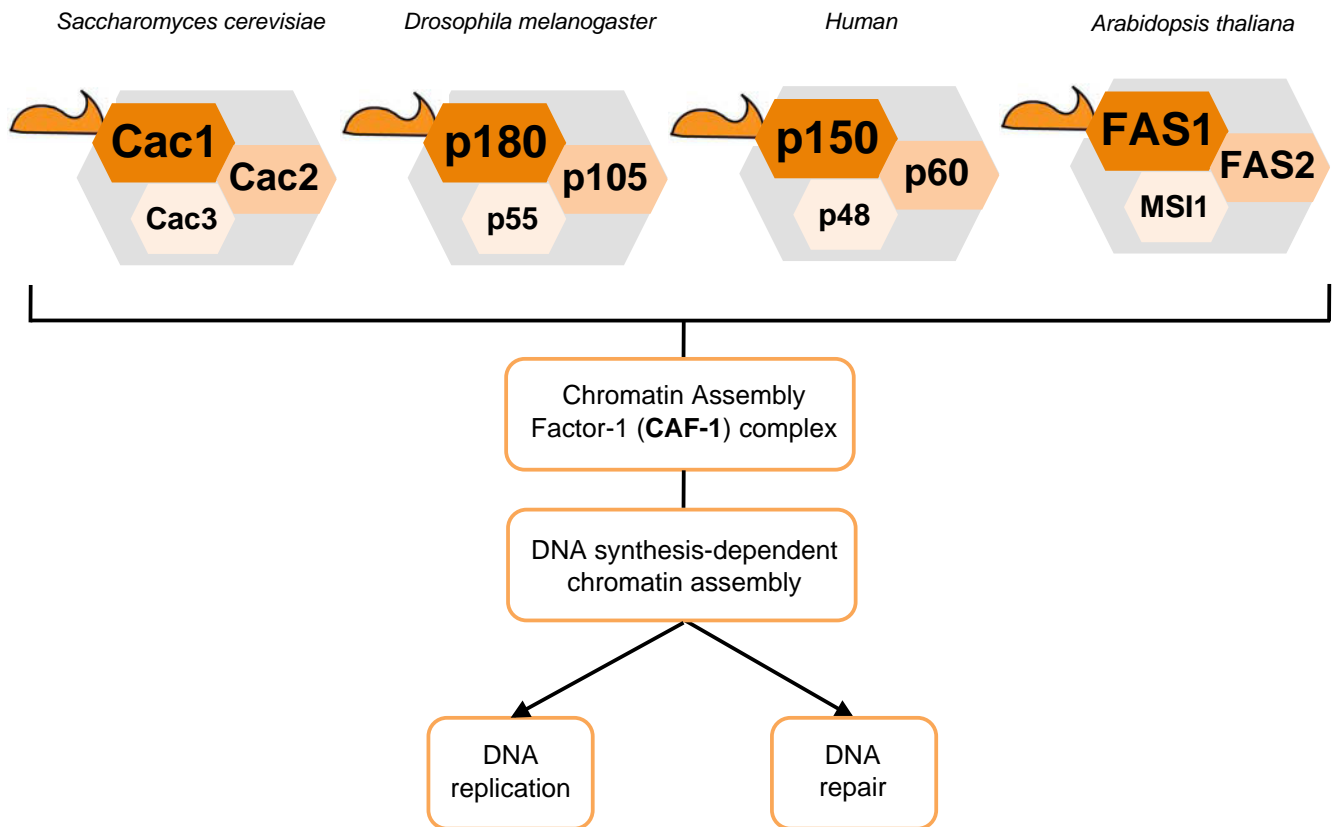 Saccharomyces cerevisiae
Drosophila melanogaster
Human
Arabidopsis thaliana
Cac1
Cac2
Cac3
p180
p105
p55
p150
p60
p48
FAS1
FAS2
MSI1
Chromatin Assembly
Factor-1 (CAF-1) complex
DNA synthesis-dependent
chromatin assembly
DNA
replication
DNA
repair